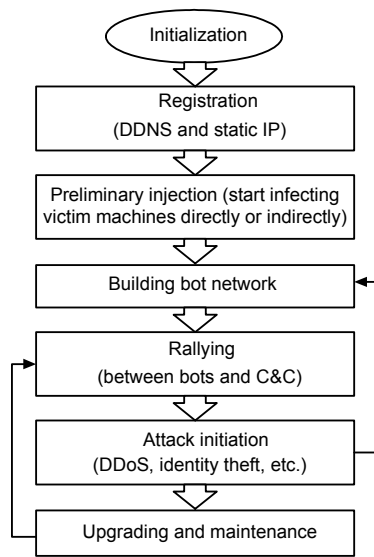 Initialization
Registration
(DDNS and static IP)
Preliminary injection (start infecting
victim machines directly or indirectly)
Building bot network
Rallying
(between bots and C&C)
Attack initiation
(DDoS, identity theft, etc.)
Upgrading and maintenance